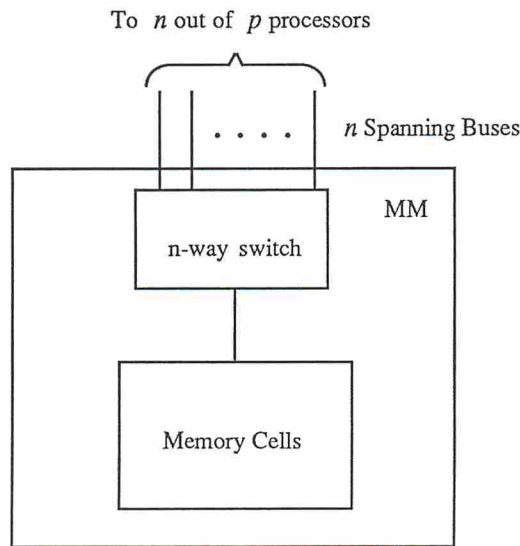 To n out of p processors
n Spanning Buses
MM
n-way switch
Memory Cells